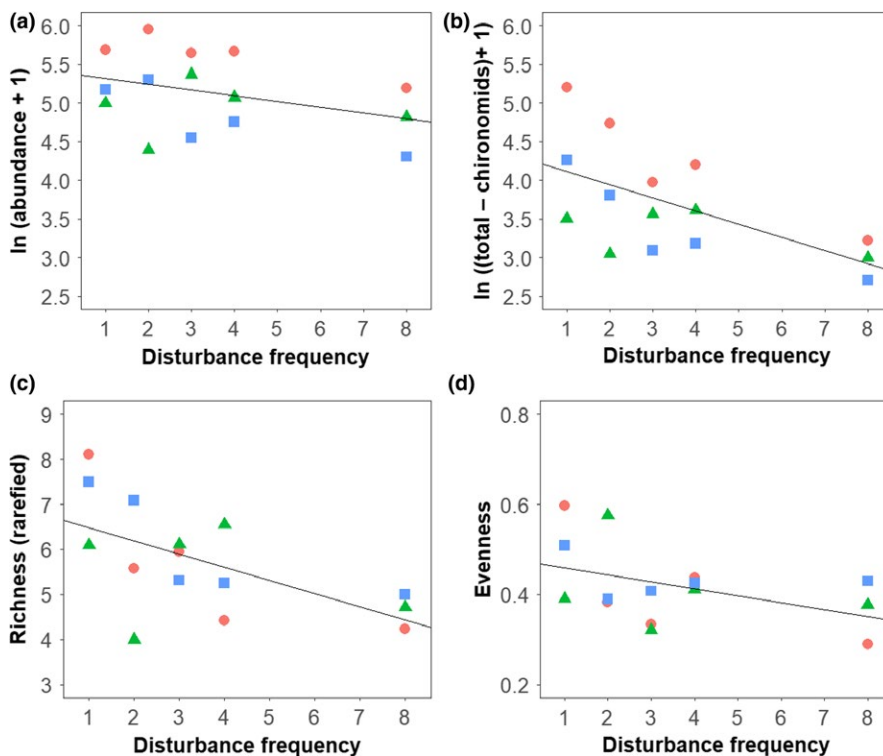 (a)
ln (abundance + 1)
6.0
5.5
5.0
4.5
4.0
3.5
3.0
2.5
1 2 3 4 5 6 7 8
Disturbance frequency
(b)
ln ((total – chironomids)+ 1)
6.0
5.5
5.0
4.5
4.0
3.5
3.0
2.5
1 2 3 4 5 6 7 8
Disturbance frequency
(c)
Richness (rarefied)
9
8
7
6
5
4
3
1 2 3 4 5 6 7 8
Disturbance frequency
(d)
Evenness
0.8
0.6
0.4
0.2
1 2 3 4 5 6 7 8
Disturbance frequency